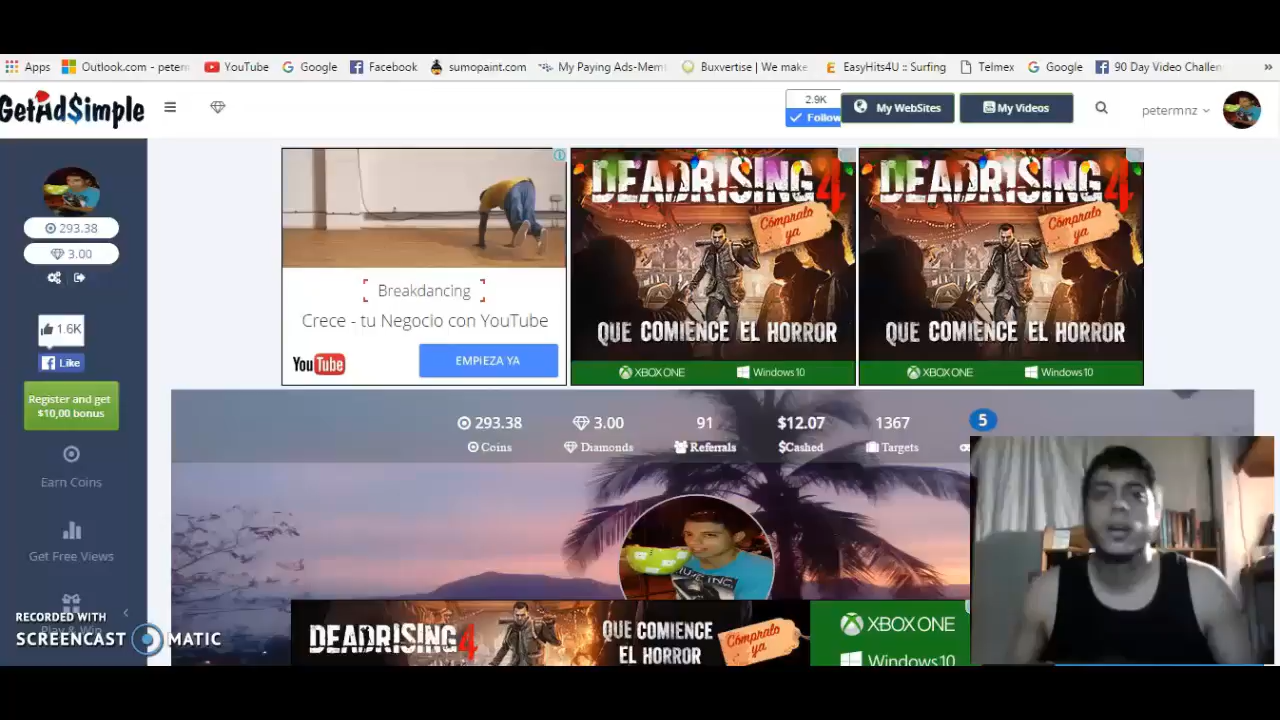 Apps
Outlook.com - peterm
YouTube
Google
Facebook
sumopaint.com
My Paying Ads-Mem
Buxvertise | We make
EasyHits4U :: Surfing
Telmex
Google
90 Day Video Challen
»
GetAd$imple
2.9K
Follow
My WebSites
My Videos
petermnz
293.38
3.00
1.6K
Like
Register and get
$10,00 bonus
Earn Coins
Get Free Views
Breakdancing
Crece - tu Negocio con YouTube
YouTube
EMPIEZA YA
DEADRISING 4
Cómpralo
ya
QUE COMIENCE EL HORROR
XBOX ONE
Windows10
DEADRISING 4
Cómpralo
ya
QUE COMIENCE EL HORROR
XBOX ONE
Windows10
293.38
Coins
3.00
Diamonds
91
Referrals
$12.07
$Cashed
1367
Targets
5
DEADRISING 4
QUE COMIENCE
EL HORROR
Cómpralo
ya
XBOX ONE
Windows10
RECORDED WITH
SCREENCAST MATIC